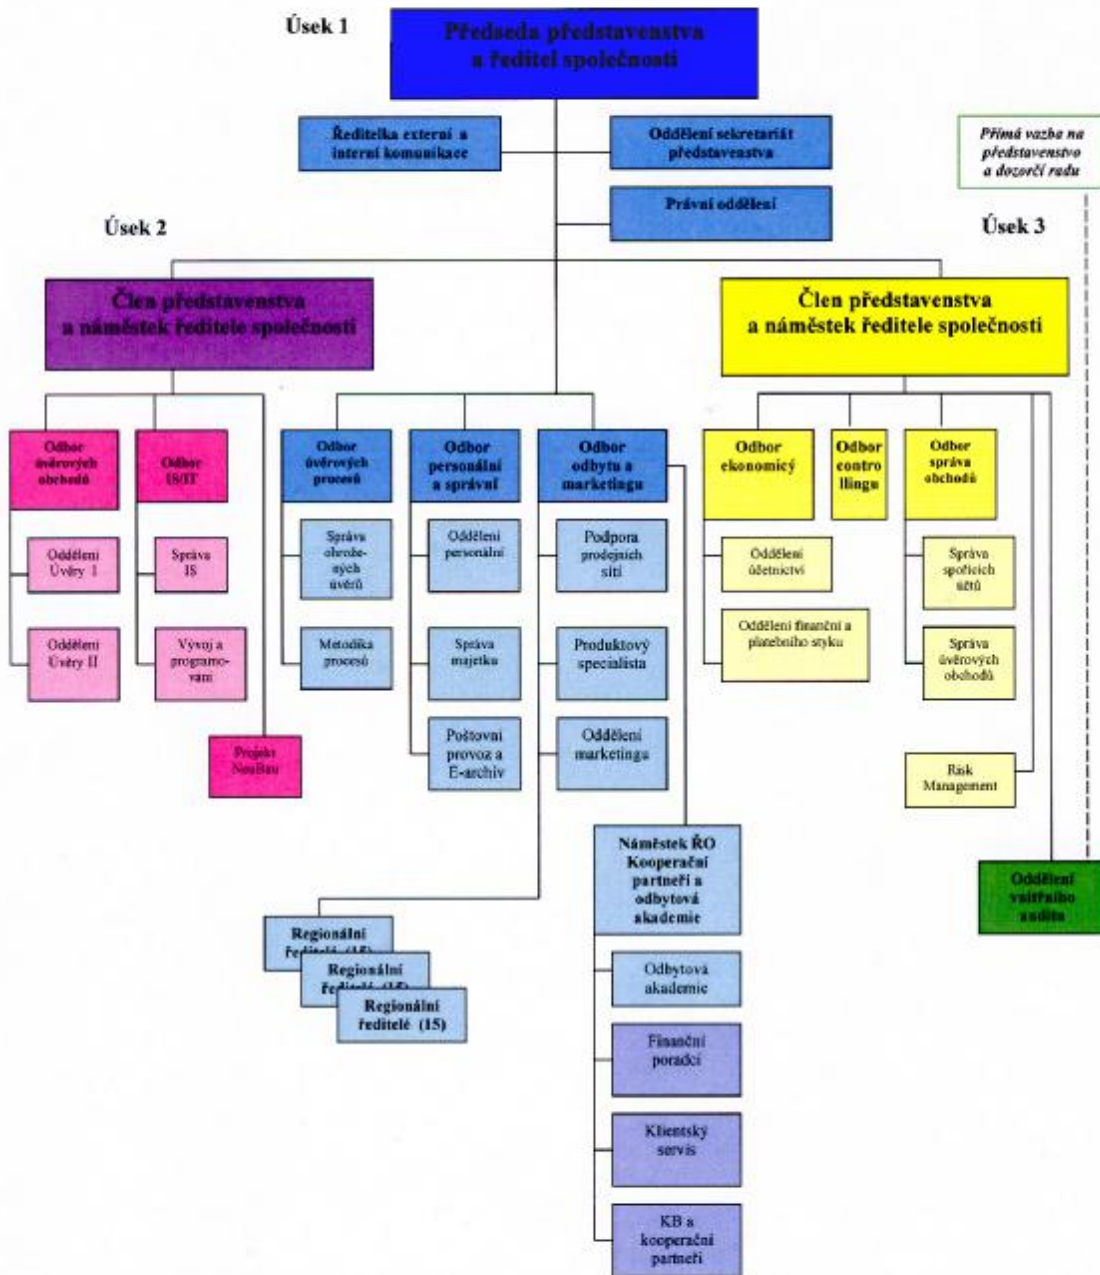 Úsek 1
Předseda představenstva
a ředitel společnosti
Ředitelka externí a
interní komunikace
Oddělení sekretariát
představenstva
Přímá vazba na
představenstvo
a dozorčí radu
Právní oddělení
Úsek 2
Úsek 3
Člen představenstva
a náměstek ředitele společnosti
Člen představenstva
a náměstek ředitele společnosti
Odbor
úvěrových
obchodů
Odbor
IS/IT
Odbor
úvěrových
procesů
Odbor
personální
a správní
Odbor
odbytu a
marketingu
Odbor
ekonomicý
Odbor
contro
llingu
Odbor
správa
obchodů
Oddělení
Úvěry I
Správa
IS
Správa
ohrože-
ných
úvěrů
Oddělení
personální
Podpora
prodejních
sítí
Oddělení
účetnictví
Správa
spořících
účtů
Oddělení
Úvěry II
Vývoj a
programo-
vání
Metodika
procesů
Správa
majetku
Produktový
specialista
Oddělení finanční a
platebního styku
Správa
úvěrových
obchodů
Projekt
NeuBau
Poštovní
provoz a
E-archiv
Oddělení
marketingu
Risk
Management
Náměstek ŘO
Kooperační
partneři a
odbytová
akademie
Oddělení
vnitřního
auditu
Regionální
ředitelé (15)
Regionální
ředitelé (15)
Regionální
ředitelé (15)
Odbytová
akademie
Finanční
poradci
Klientský
servis
KB a
kooperační
partneři